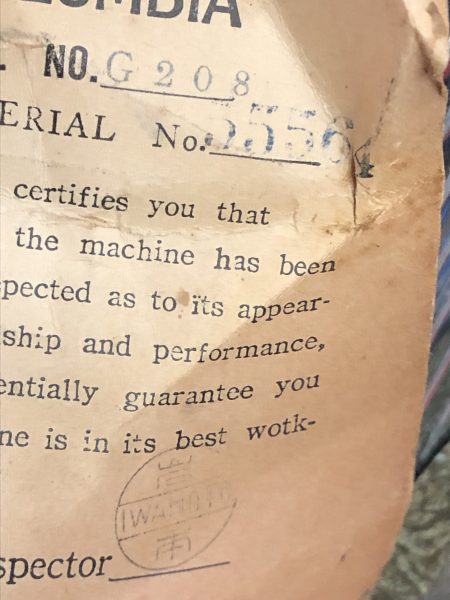 UMBIA
NO. G 208
ERIAL No.
certifies you that
the machine has been
pected as to its appear-
ship and performance,
entially guarantee you
ne is in its best wotk-
spector